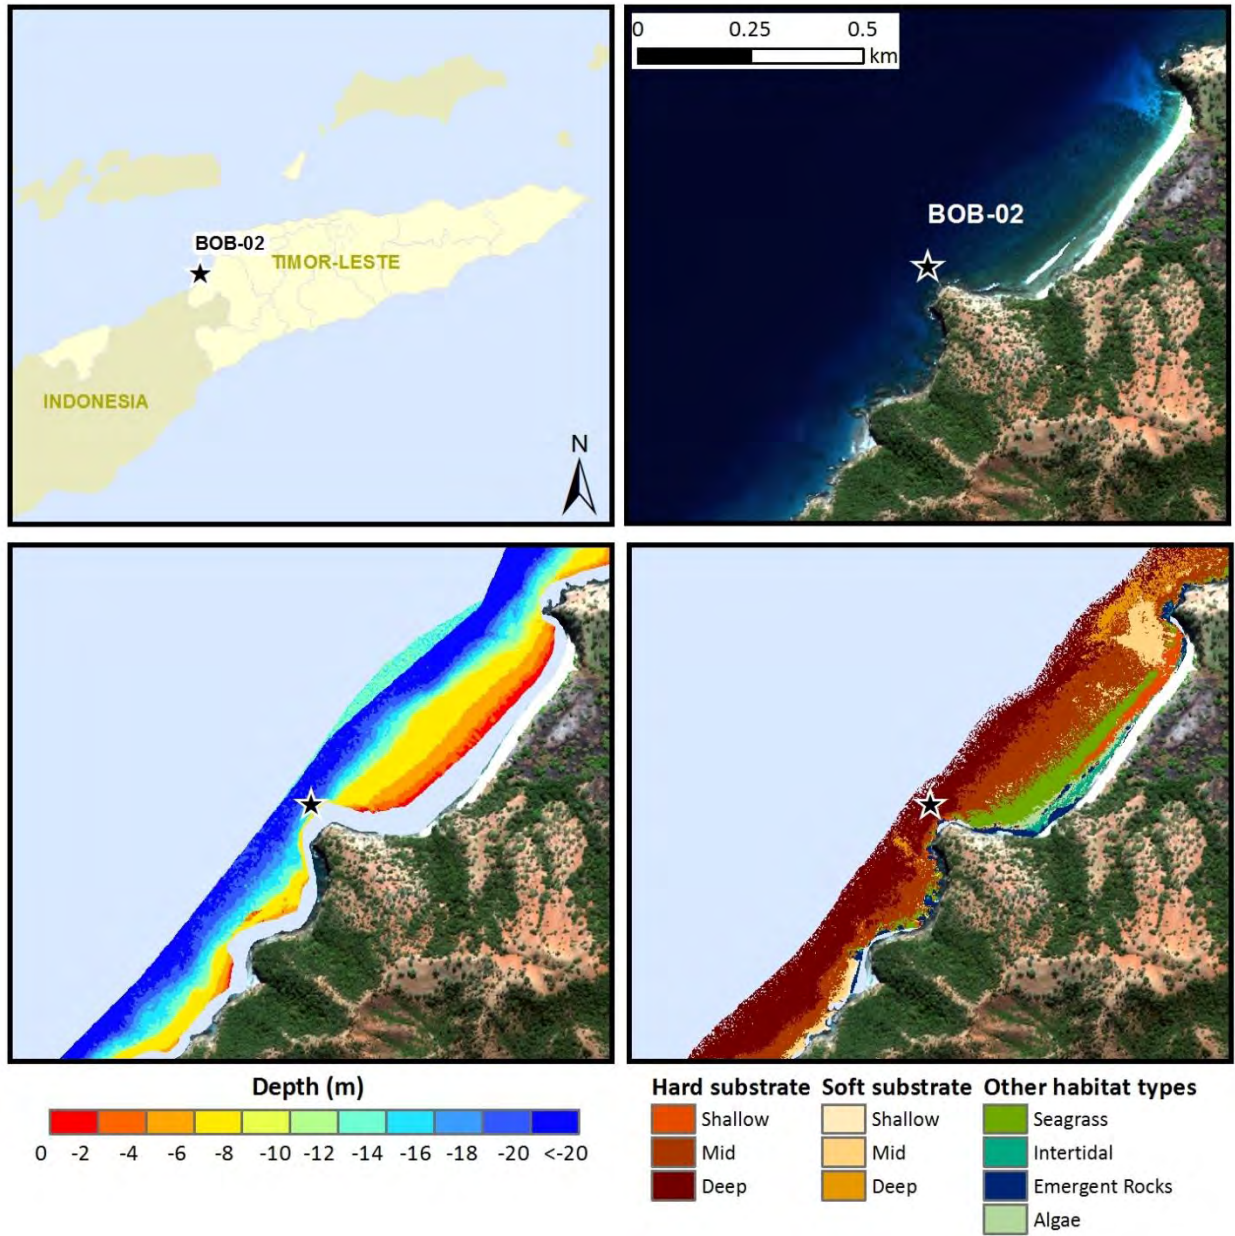 BOB-02
TIMOR-LESTE
INDONESIA
N
0 0.25 0.5
km
BOB-02
Depth (m)
0 -2 -4 -6 -8 -10 -12 -14 -16 -18 -20 <-20
Hard substrate
Shallow
Mid
Deep
Soft substrate
Shallow
Mid
Deep
Other habitat types
Seagrass
Intertidal
Emergent Rocks
Algae